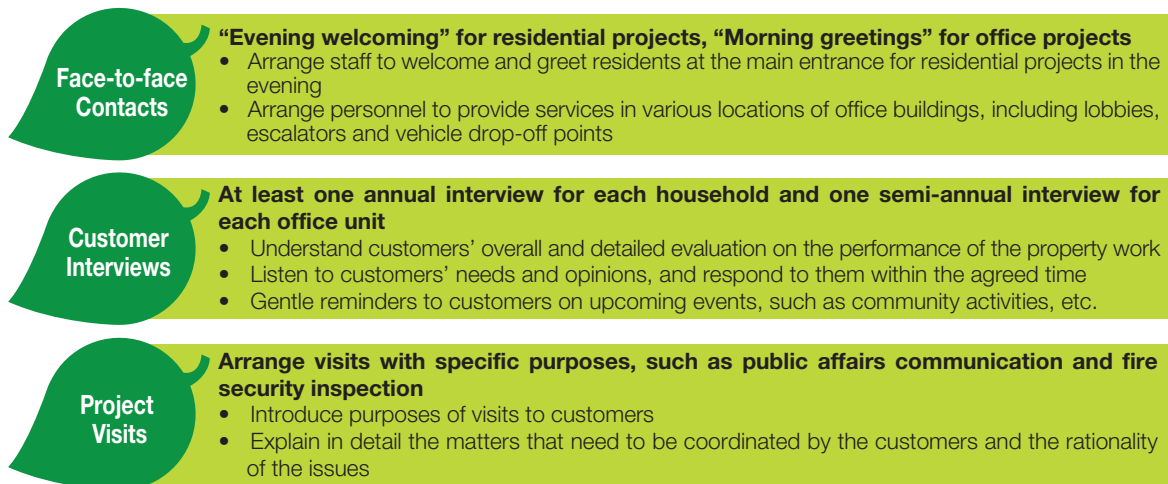 Face-to-face
Contacts
“Evening welcoming” for residential projects, “Morning greetings” for office projects
• Arrange staff to welcome and greet residents at the main entrance for residential projects in the
evening
• Arrange personnel to provide services in various locations of office buildings, including lobbies,
escalators and vehicle drop-off points
Customer
Interviews
At least one annual interview for each household and one semi-annual interview for
each office unit
• Understand customers’ overall and detailed evaluation on the performance of the property work
• Listen to customers’ needs and opinions, and respond to them within the agreed time
• Gentle reminders to customers on upcoming events, such as community activities, etc.
Project
Visits
Arrange visits with specific purposes, such as public affairs communication and fire
security inspection
• Introduce purposes of visits to customers
• Explain in detail the matters that need to be coordinated by the customers and the rationality
of the issues